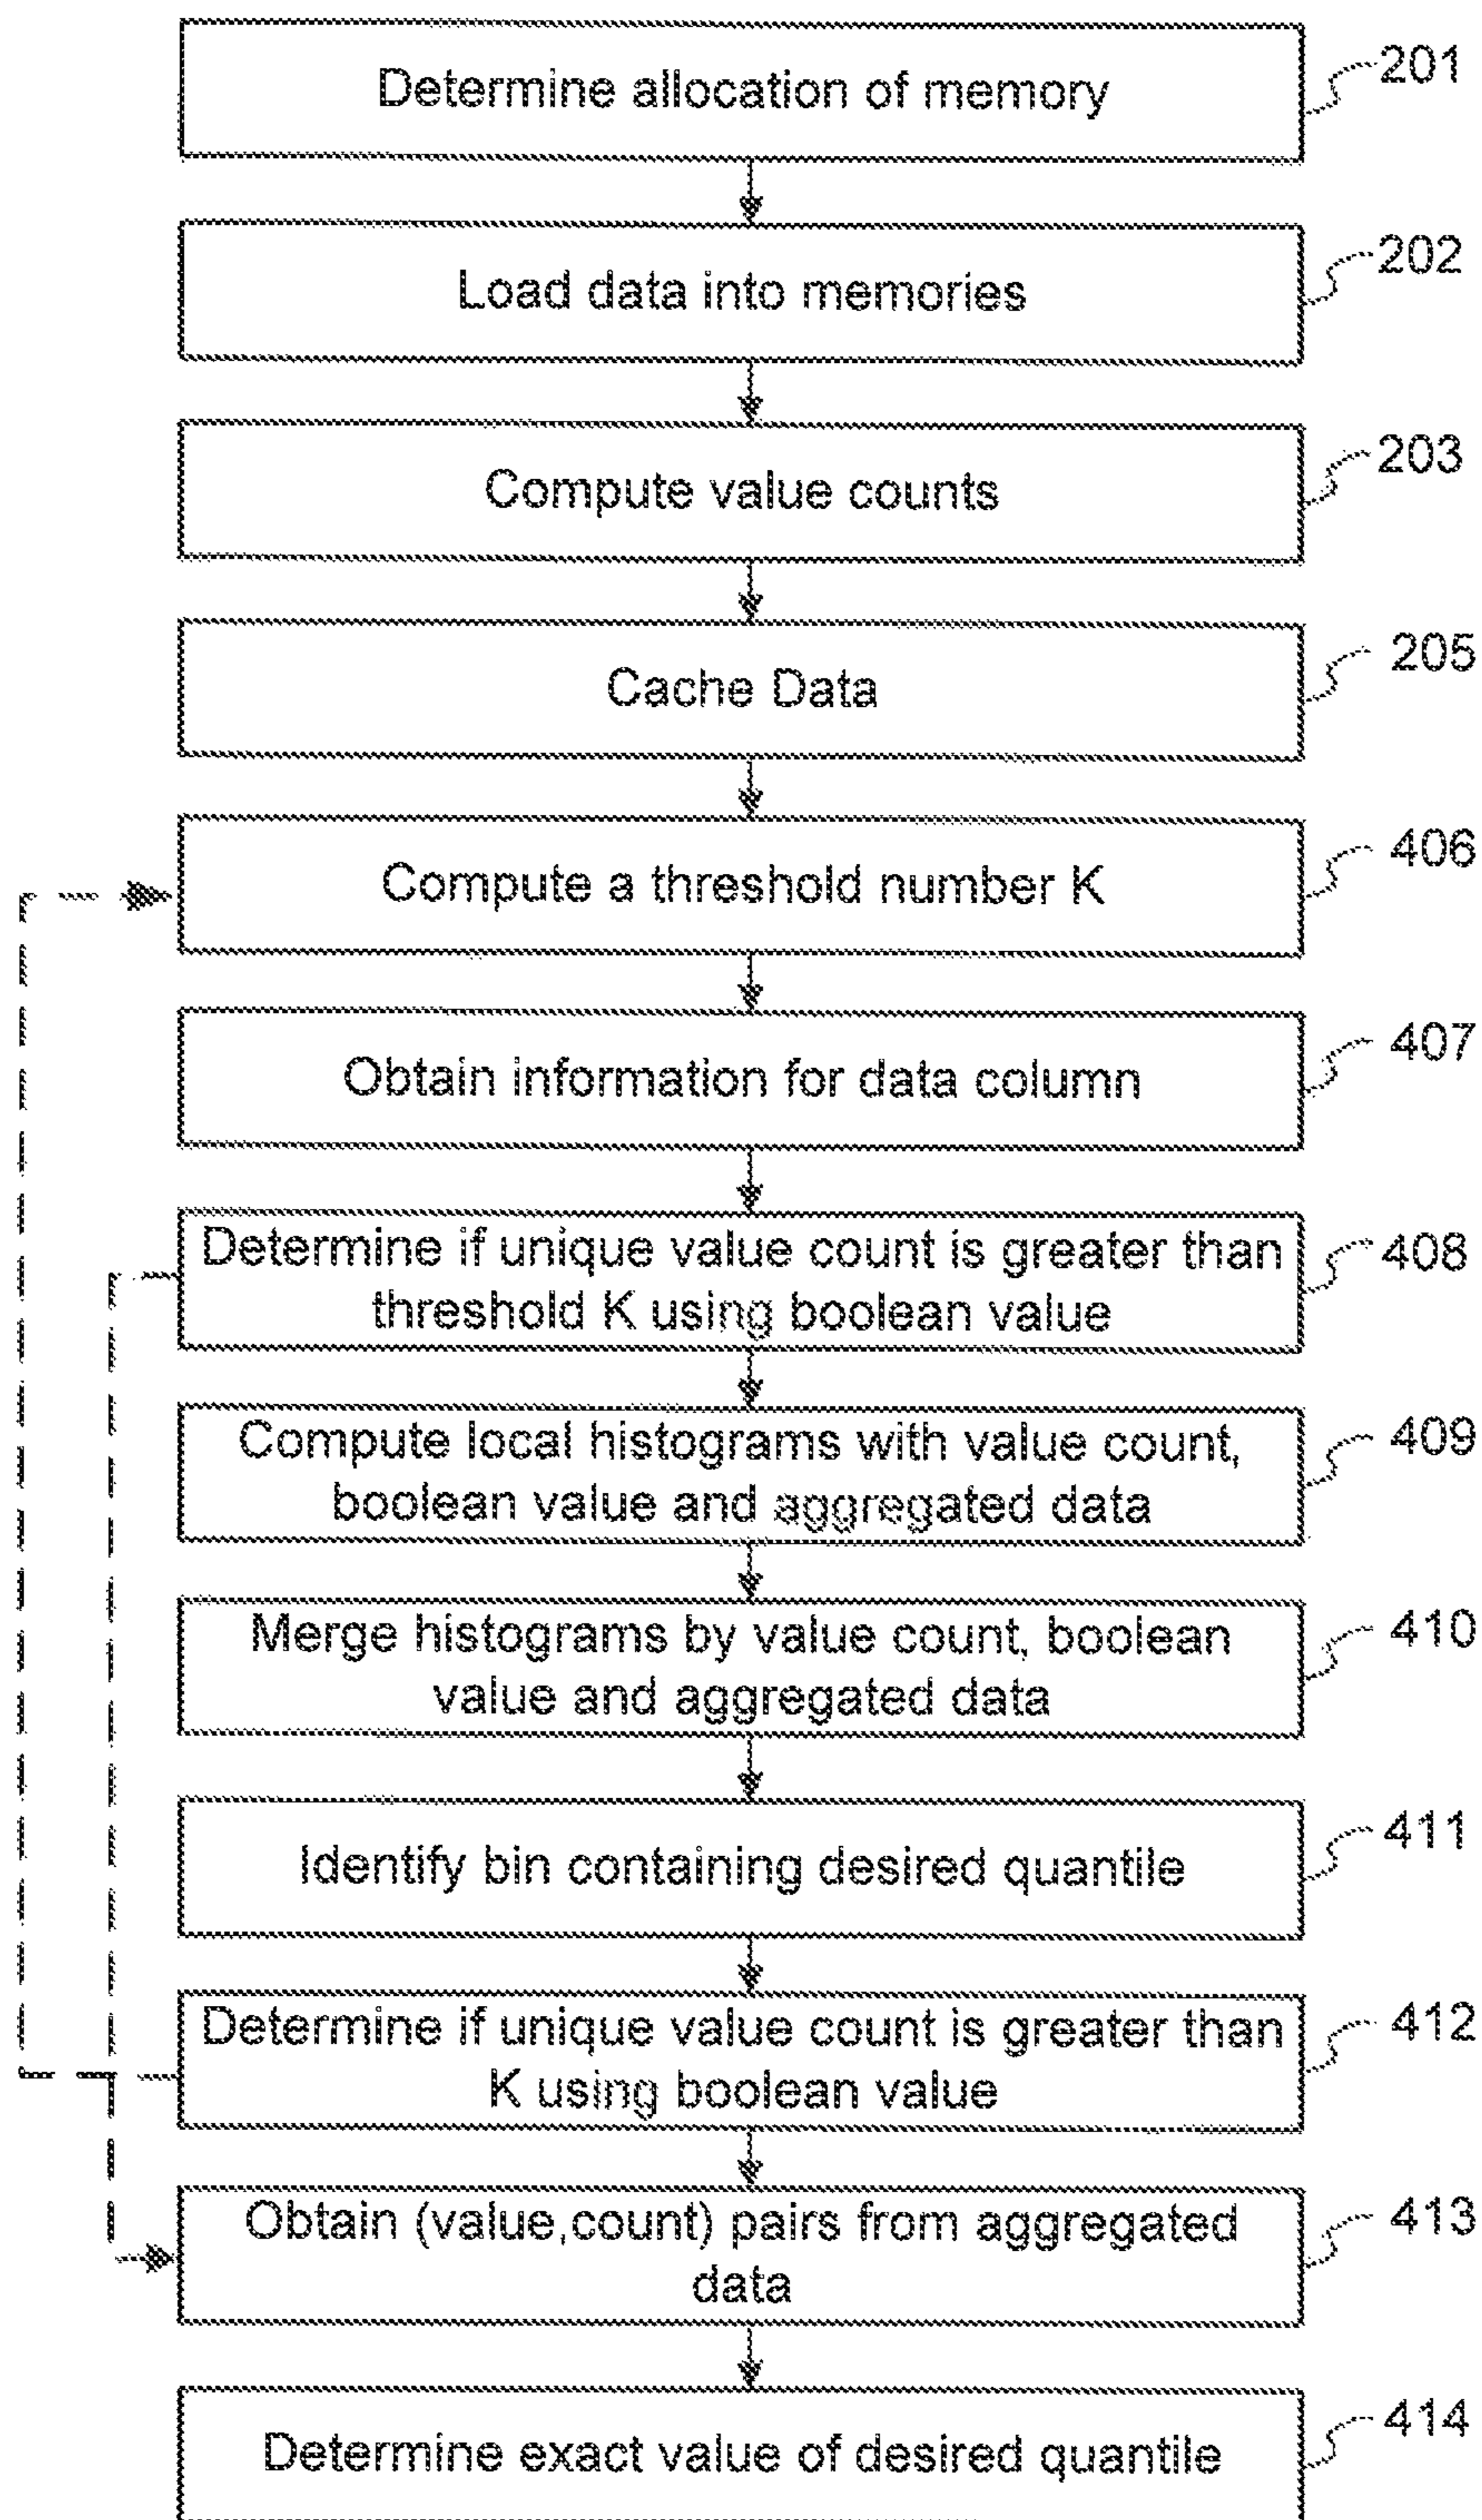 Determine allocation of memory
201
Load data into memories
202
Compute value counts
203
Cache Data
205
Compute a threshold number K
406
Obtain information for data column
407
Determine if unique value count is greater than
threshold K using boolean value
408
Compute local histograms with value count,
boolean value and aggregated data
409
Merge histograms by value count, boolean
value and aggregated data
410
Identify bin containing desired quantile
411
Determine if unique value count is greater than
K using boolean value
412
Obtain (value,count) pairs from aggregated
data
413
Determine exact value of desired quantile
414